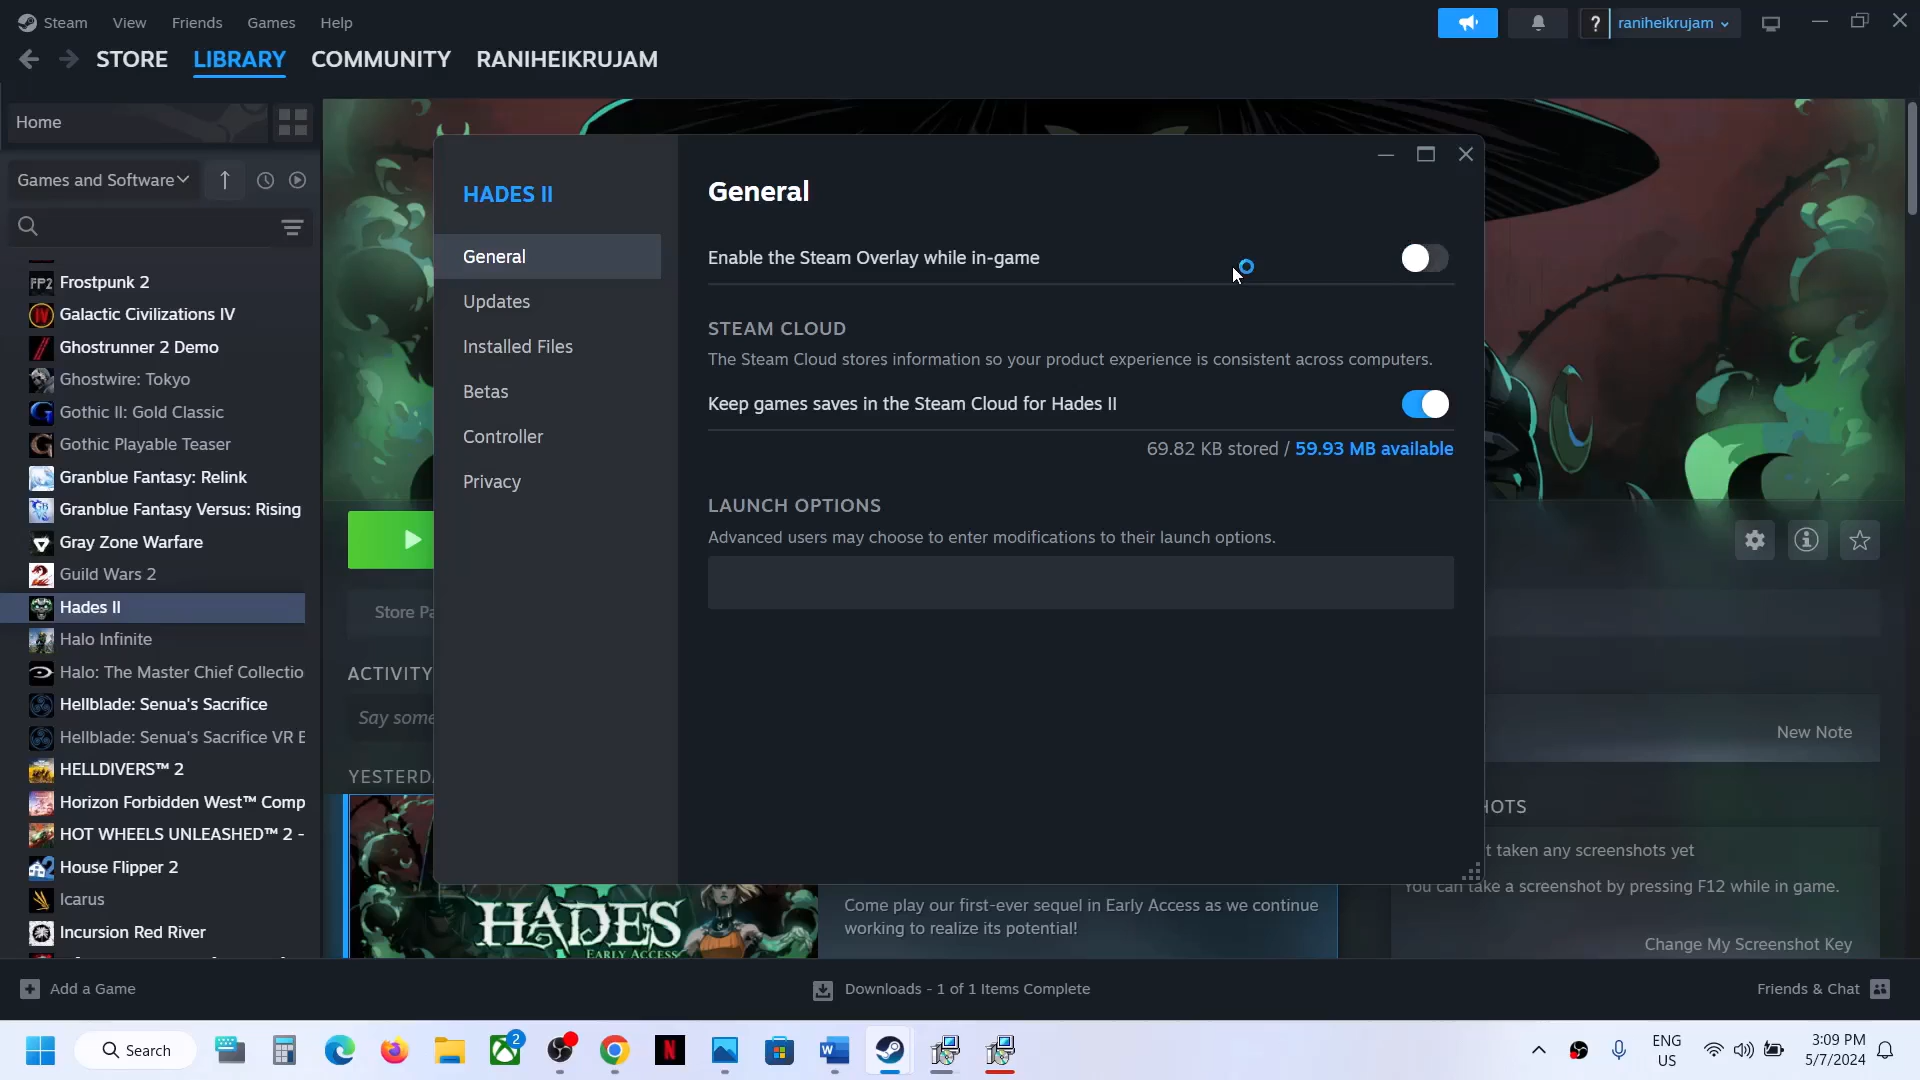 Steam View Friends Games Help
? raniheikrujam
STORE LIBRARY COMMUNITY RANIHEIKRUJAM
Home
Games and Software
FP2 Frostpunk 2
Galactic Civilizations IV
Ghostrunner 2 Demo
Ghostwire: Tokyo
Gothic II: Gold Classic
Gothic Playable Teaser
Granblue Fantasy: Relink
Granblue Fantasy Versus: Rising
Gray Zone Warfare
Guild Wars 2
Hades II
Halo Infinite
Halo: The Master Chief Collectio
Hellblade: Senua's Sacrifice
Hellblade: Senua's Sacrifice VR E
HELLDIVERS™ 2
Horizon Forbidden West™ Comp
HOT WHEELS UNLEASHED™ 2 -
House Flipper 2
Icarus
Incursion Red River
HADES II
General
Updates
Installed Files
Betas
Controller
Privacy
General
Enable the Steam Overlay while in-game
STEAM CLOUD
The Steam Cloud stores information so your product experience is consistent across computers.
Keep games saves in the Steam Cloud for Hades II
69.82 KB stored / 59.93 MB available
LAUNCH OPTIONS
Advanced users may choose to enter modifications to their launch options.
Store Pa
ACTIVITY
Say some
YESTERDA
HADES
EARLY ACCESS
Come play our first-ever sequel in Early Access as we continue
working to realize its potential!
New Note
HOTS
't taken any screenshots yet
You can take a screenshot by pressing F12 while in game.
Change My Screenshot Key
Add a Game
Downloads - 1 of 1 Items Complete
Friends & Chat
Search
2
ENG
US
3:09 PM
5/7/2024